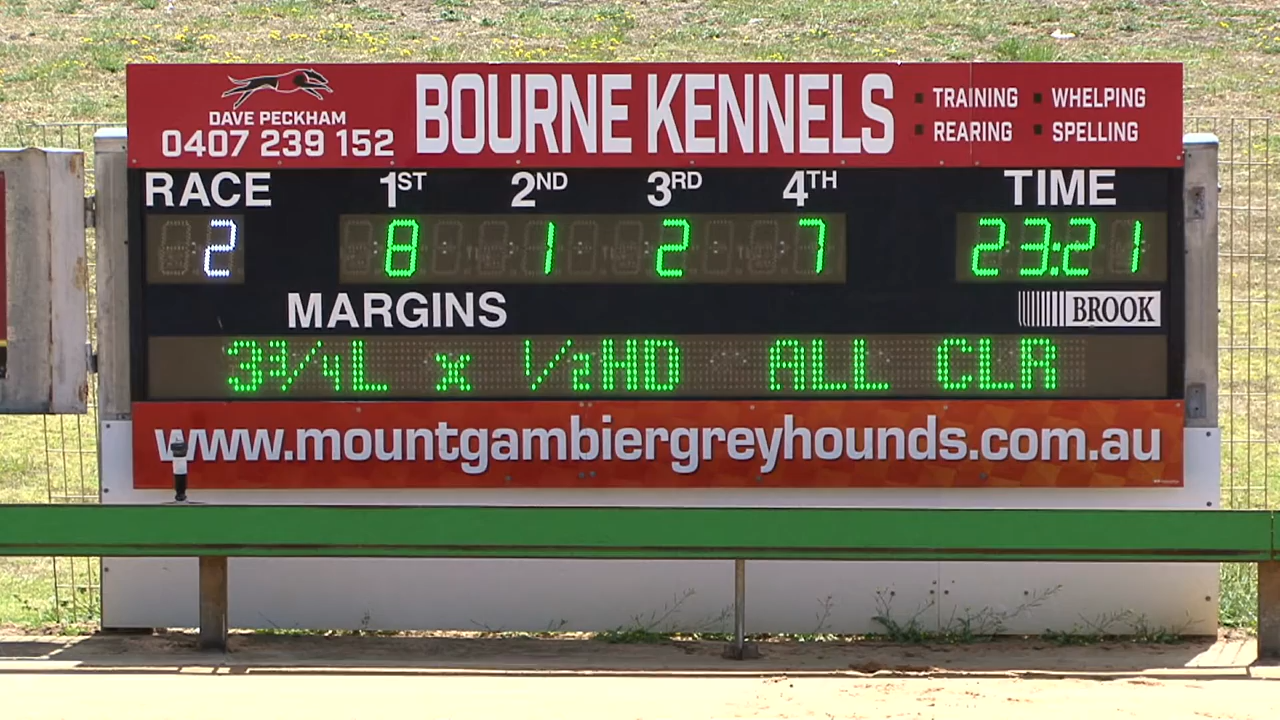 DAVE PECKHAM
0407 239 152
BOURNE KENNELS
TRAINING
WHELPING
REARING
SPELLING
RACE 1ST 2ND 3RD 4TH TIME
2 8 1 2 7 23:21
MARGINS
BROOK
3¾L x ½HD ALL CLR
www.mountgambiergreyhounds.com.au